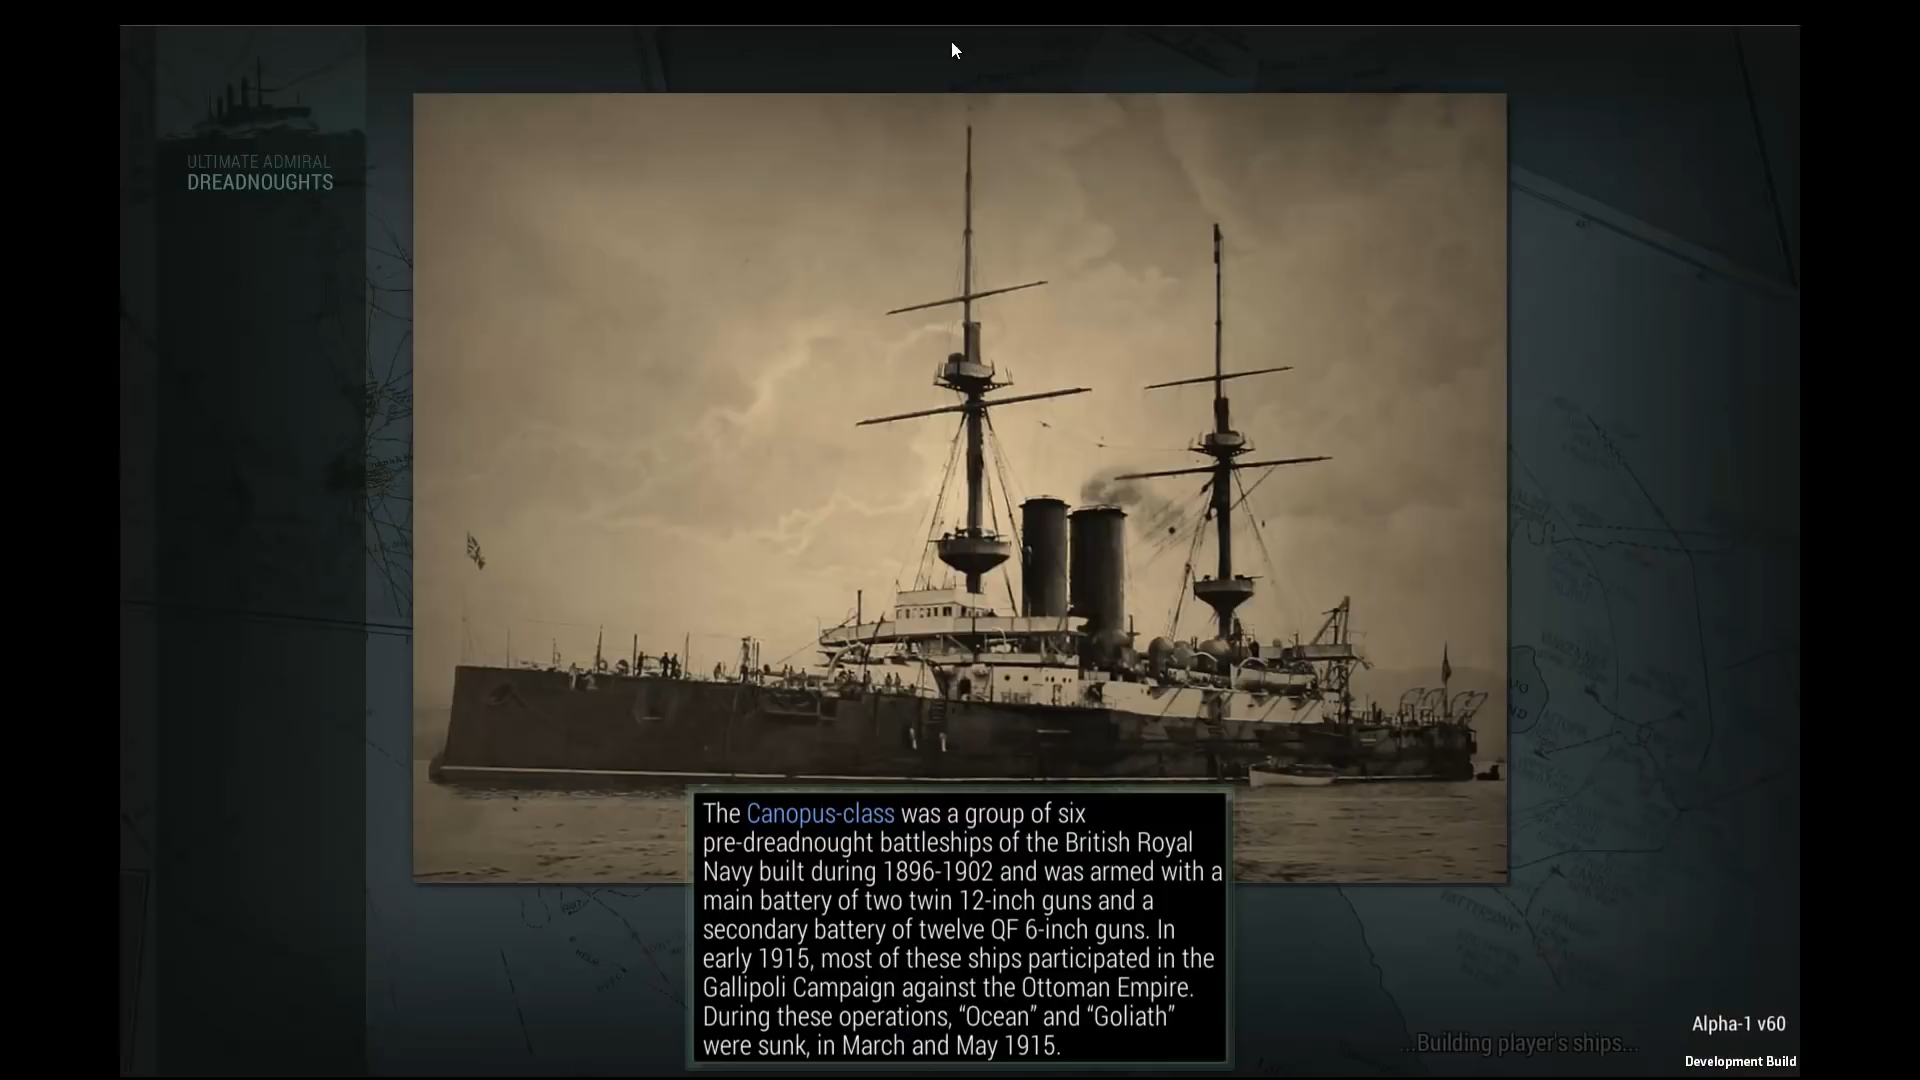 ULTIMATE ADMIRAL
DREADNOUGHTS
The Canopus-class was a group of six
pre-dreadnought battleships of the British Royal
Navy built during 1896-1902 and was armed with a
main battery of two twin 12-inch guns and a
secondary battery of twelve QF 6-inch guns. In
early 1915, most of these ships participated in the
Gallipoli Campaign against the Ottoman Empire.
During these operations, “Ocean” and “Goliath”
were sunk, in March and May 1915.
...Building player's ships...
Alpha-1 v60
Development Build